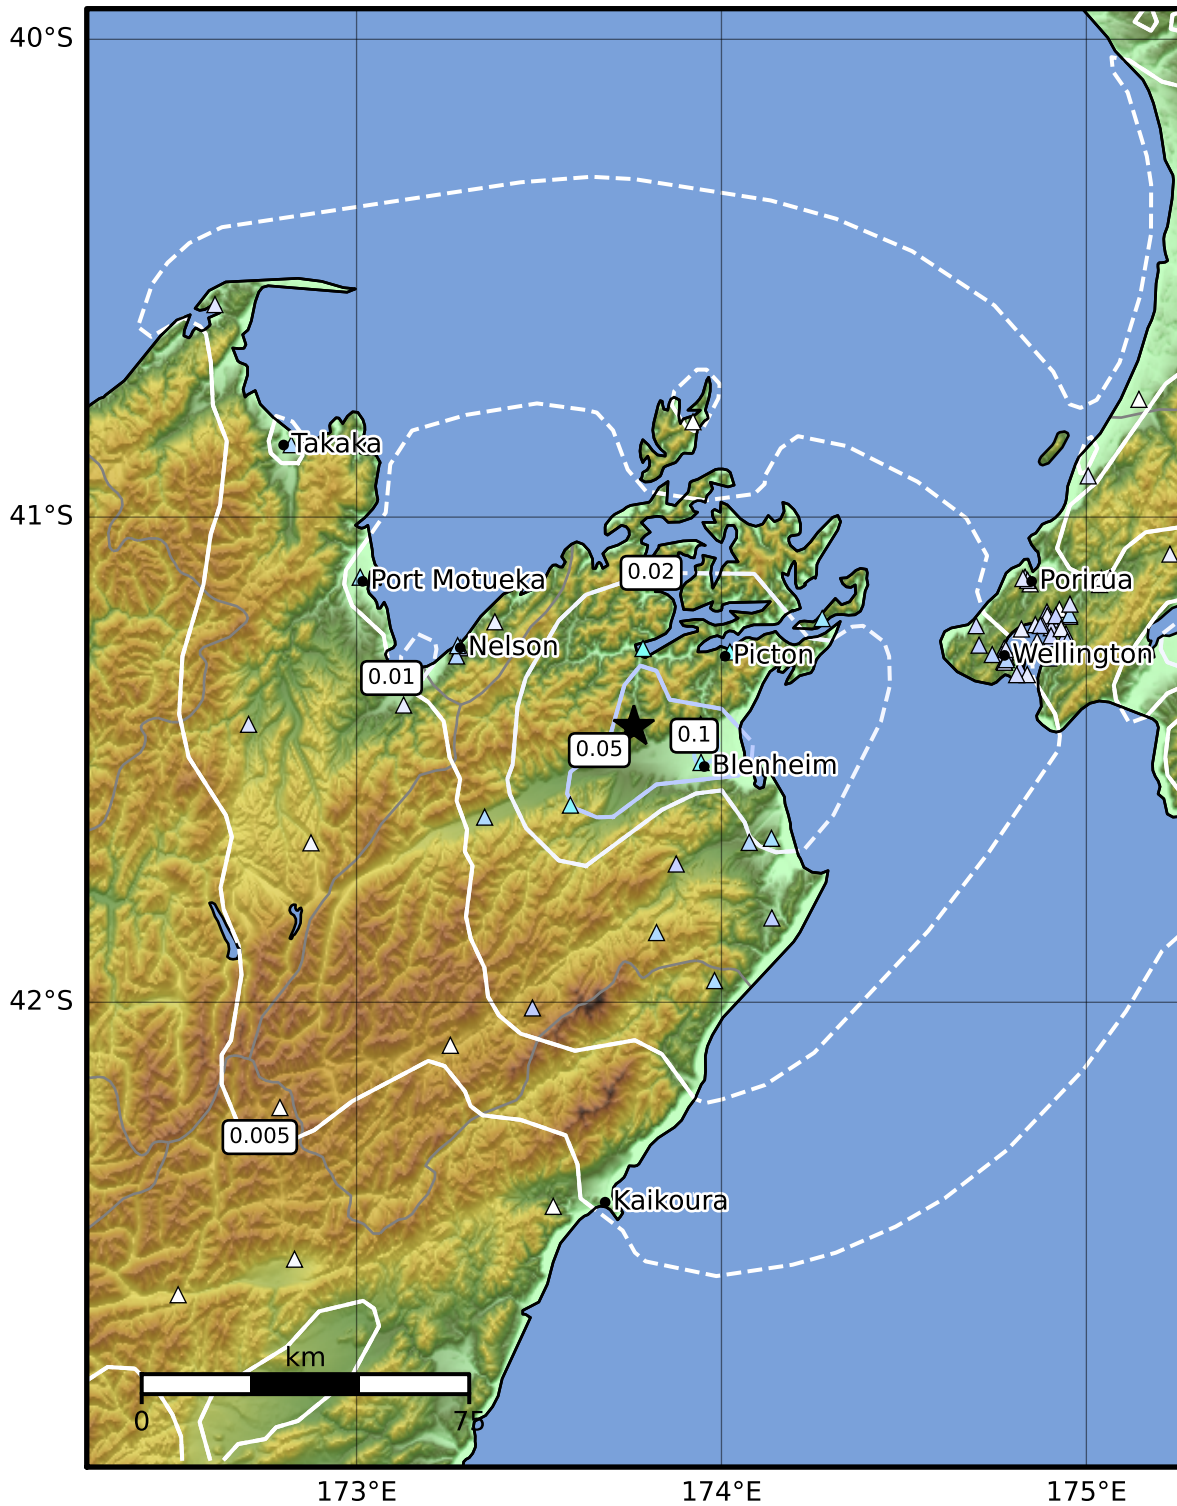 40°S
Takaka
41°S
0.02
Port Motueka
Porirua
Nelson
Picton
Wellington
0.01
0.05
0.1
Blenheim
42°S
0.005
Kaikoura
km
0
75
173°E
174°E
175°E